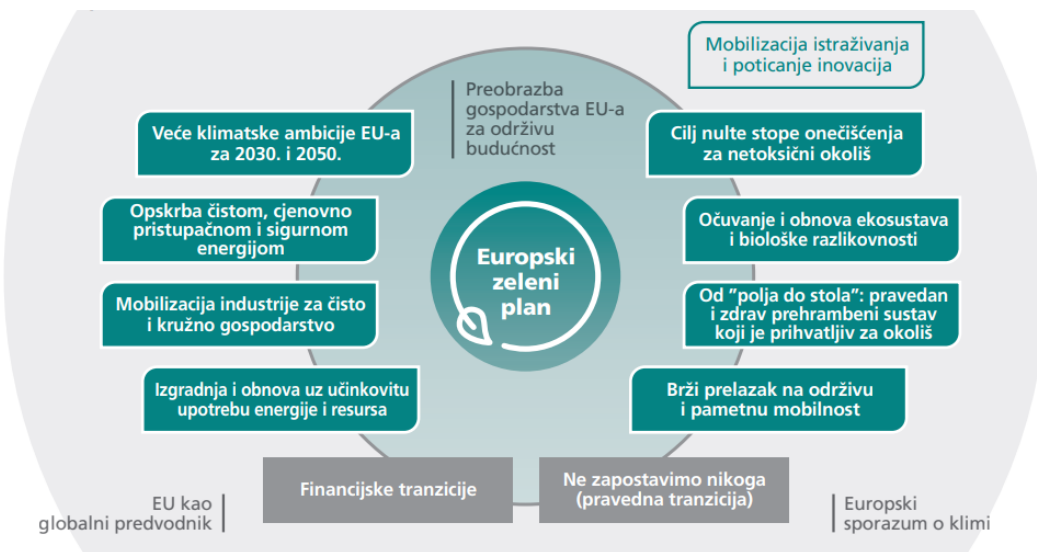 Mobilizacija istraživanja
i poticanje inovacija
Preobrazba
gospodarstva EU-a
za održivu
budućnost
Veće klimatske ambicije EU-a
za 2030. i 2050.
Cilj nulte stope onečišćenja
za netoksični okoliš
Opskrba čistom, cjenovno
pristupačnom i sigurnom
energijom
Očuvanje i obnova ekosustava
i biološke razlikovnosti
Europski
zeleni
plan
Mobilizacija industrije za čisto
i kružno gospodarstvo
Od ”polja do stola”: pravedan
i zdrav prehrambeni sustav
koji je prihvatljiv za okoliš
Izgradnja i obnova uz učinkovitu
upotrebu energije i resursa
Brži prelazak na održivu
i pametnu mobilnost
Financijske tranzicije
Ne zapostavimo nikoga
(pravedna tranzicija)
EU kao
globalni predvodnik
Europski
sporazum o klimi